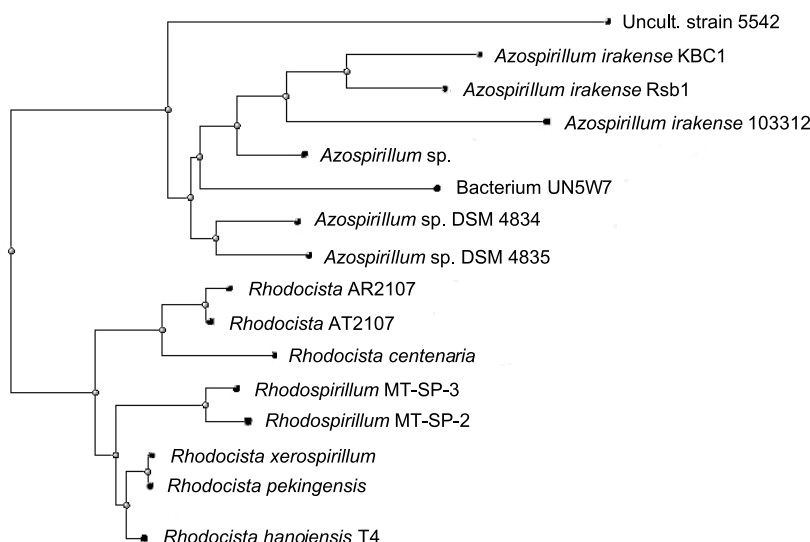 Uncult. strain 5542
Azospirillum irakense KBC1
Azospirillum irakense Rsb1
Azospirillum irakense 103312
Azospirillum sp.
Bacterium UN5W7
Azospirillum sp. DSM 4834
Azospirillum sp. DSM 4835
Rhodocista AR2107
Rhodocista AT2107
Rhodocista centenaria
Rhodospirillum MT-SP-3
Rhodospirillum MT-SP-2
Rhodocista xerospirillum
Rhodocista pekingensis
Rhodocista hanoiensis T4